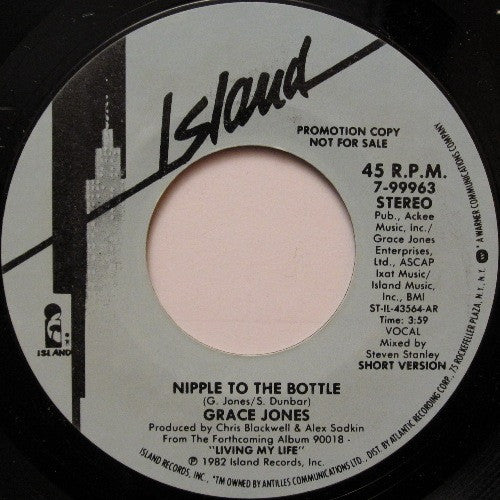 Island
PROMOTION COPY
NOT FOR SALE
45 R.P.M.
7-99963
STEREO
Pub., Ackee
Music, Inc./
Grace Jones
Enterprises,
Ltd., ASCAP
Ixat Music/
Island Music,
Inc., BMI
ST-IL-43564-AR
Time: 3:59
VOCAL
Mixed by
Steven Stanley
SHORT VERSION
ISLAND
NIPPLE TO THE BOTTLE
(G. Jones/S. Dunbar)
GRACE JONES
Produced by Chris Blackwell & Alex Sadkin
From The Forthcoming Album 90018 -
"LIVING MY LIFE"
℗ 1982 Island Records, Inc.
ISLAND RECORDS, INC., "TM OWNED BY ANTILLES COMMUNICATIONS LTD., DIST. BY ATLANTIC RECORDING CORP., 75 ROCKEFELLER PLAZA, N.Y., N.Y. A WARNER COMMUNICATIONS COMPANY